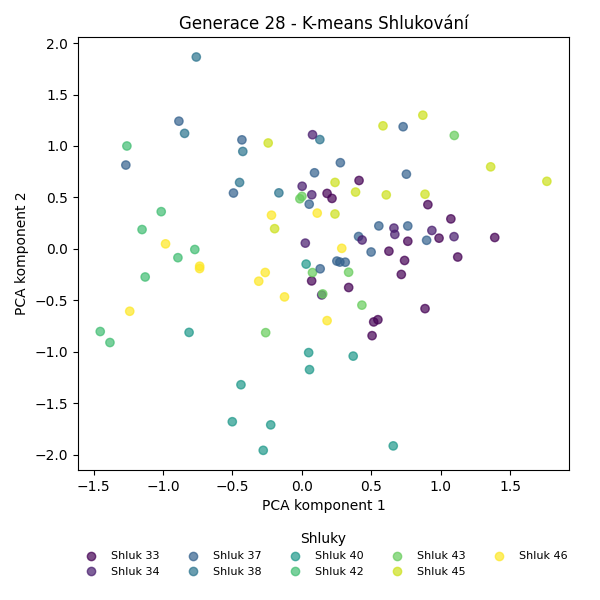 Generace 28 - K-means Shlukování
2.0
1.5
1.0
0.5
0.0
−0.5
−1.0
−1.5
−2.0
PCA komponent 2
−1.5 −1.0 −0.5 0.0 0.5 1.0 1.5
PCA komponent 1
Shluky
Shluk 33 Shluk 37 Shluk 40 Shluk 43 Shluk 46
Shluk 34 Shluk 38 Shluk 42 Shluk 45